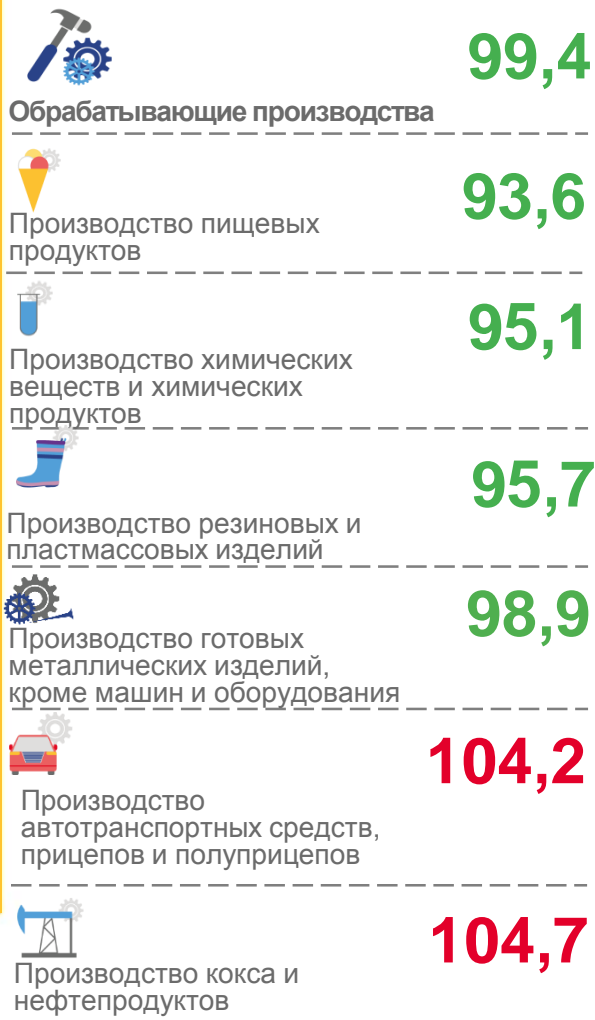 99,4
Обрабатывающие производства
93,6
Производство пищевых
продуктов
95,1
Производство химических
веществ и химических
продуктов
95,7
Производство резиновых и
пластмассовых изделий
98,9
Производство готовых
металлических изделий,
кроме машин и оборудования
104,2
Производство
автотранспортных средств,
прицепов и полуприцепов
104,7
Производство кокса и
нефтепродуктов